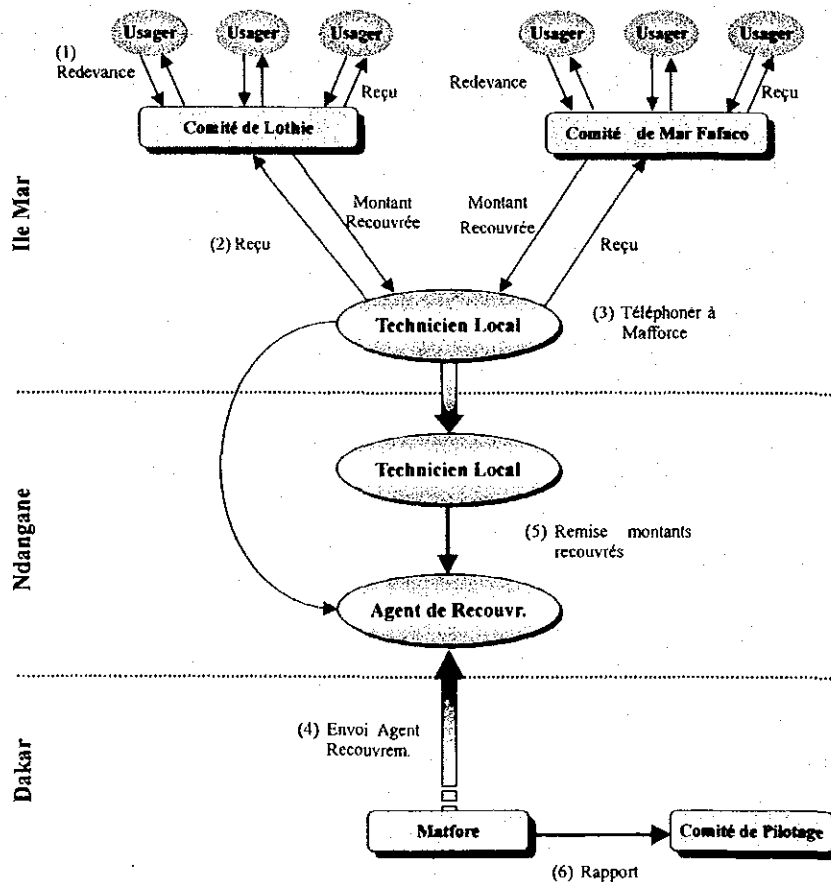 Usager Usager Usager Usager Usager Usager
(1)
Redevance
Reçu
Redevance
Reçu
Comité de Lothie
Comité de Mar Fafaco
Ile Mar
Montant
Recouvrée
Montant
Recouvrée
(2) Reçu
Reçu
Technicien Local
(3) Téléphoner à
Mafforce
Technicien Local
Ndangane
(5) Remise montants
recouvrés
Agent de Recouvr.
(4) Envoi Agent
Recouvrem.
Dakar
Matfore
Comité de Pilotage
(6) Rapport